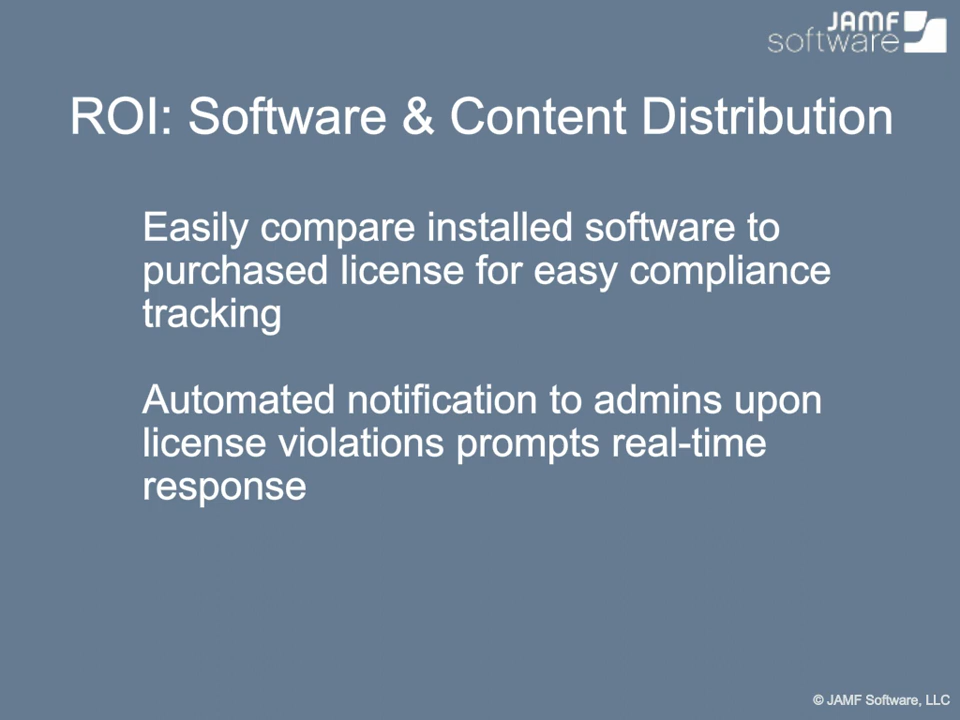 JAMF
software
ROI: Software & Content Distribution
Easily compare installed software to
purchased license for easy compliance
tracking
Automated notification to admins upon
license violations prompts real-time
response
© JAMF Software, LLC